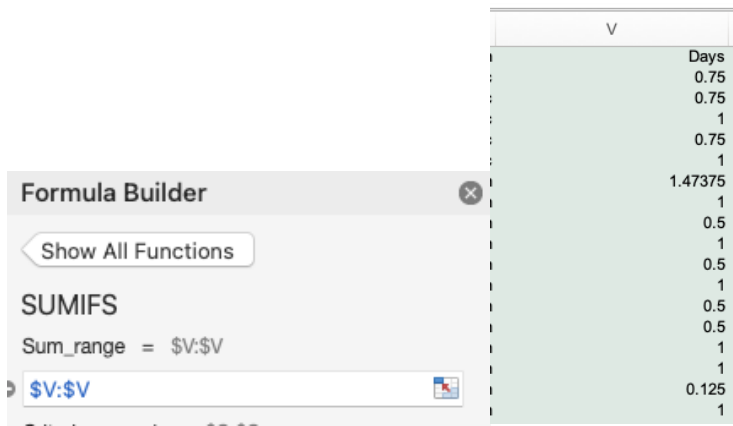 Formula Builder
Show All Functions
SUMIFS
Sum_range = $V:$V
$V:$V
V
Days
0.75
0.75
1
0.75
1
1.47375
1
0.5
1
0.5
1
0.5
0.5
1
1
0.125
1